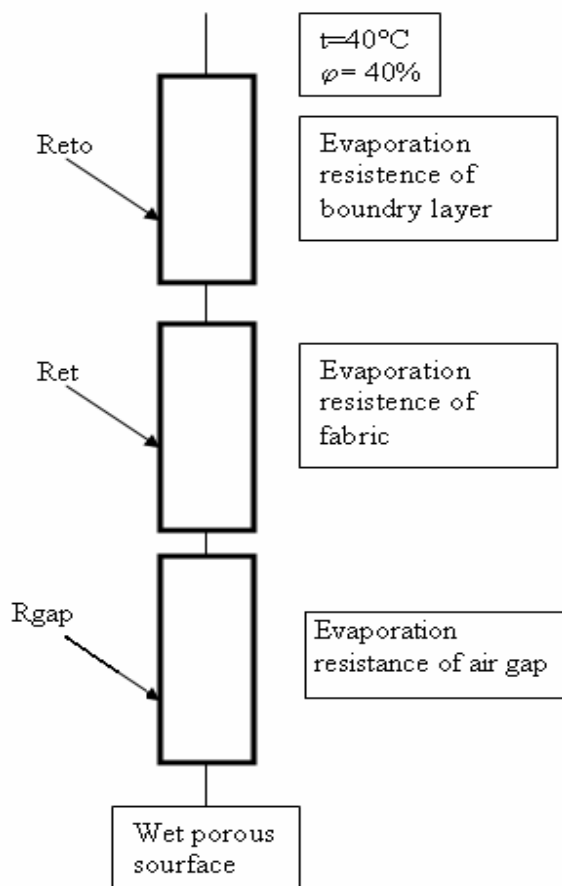 t=40°C
φ= 40%
Reto
Evaporation
resistence of
boundry layer
Ret
Evaporation
resistence of
fabric
Rgap
Evaporation
resistance of air gap
Wet porous
sourface